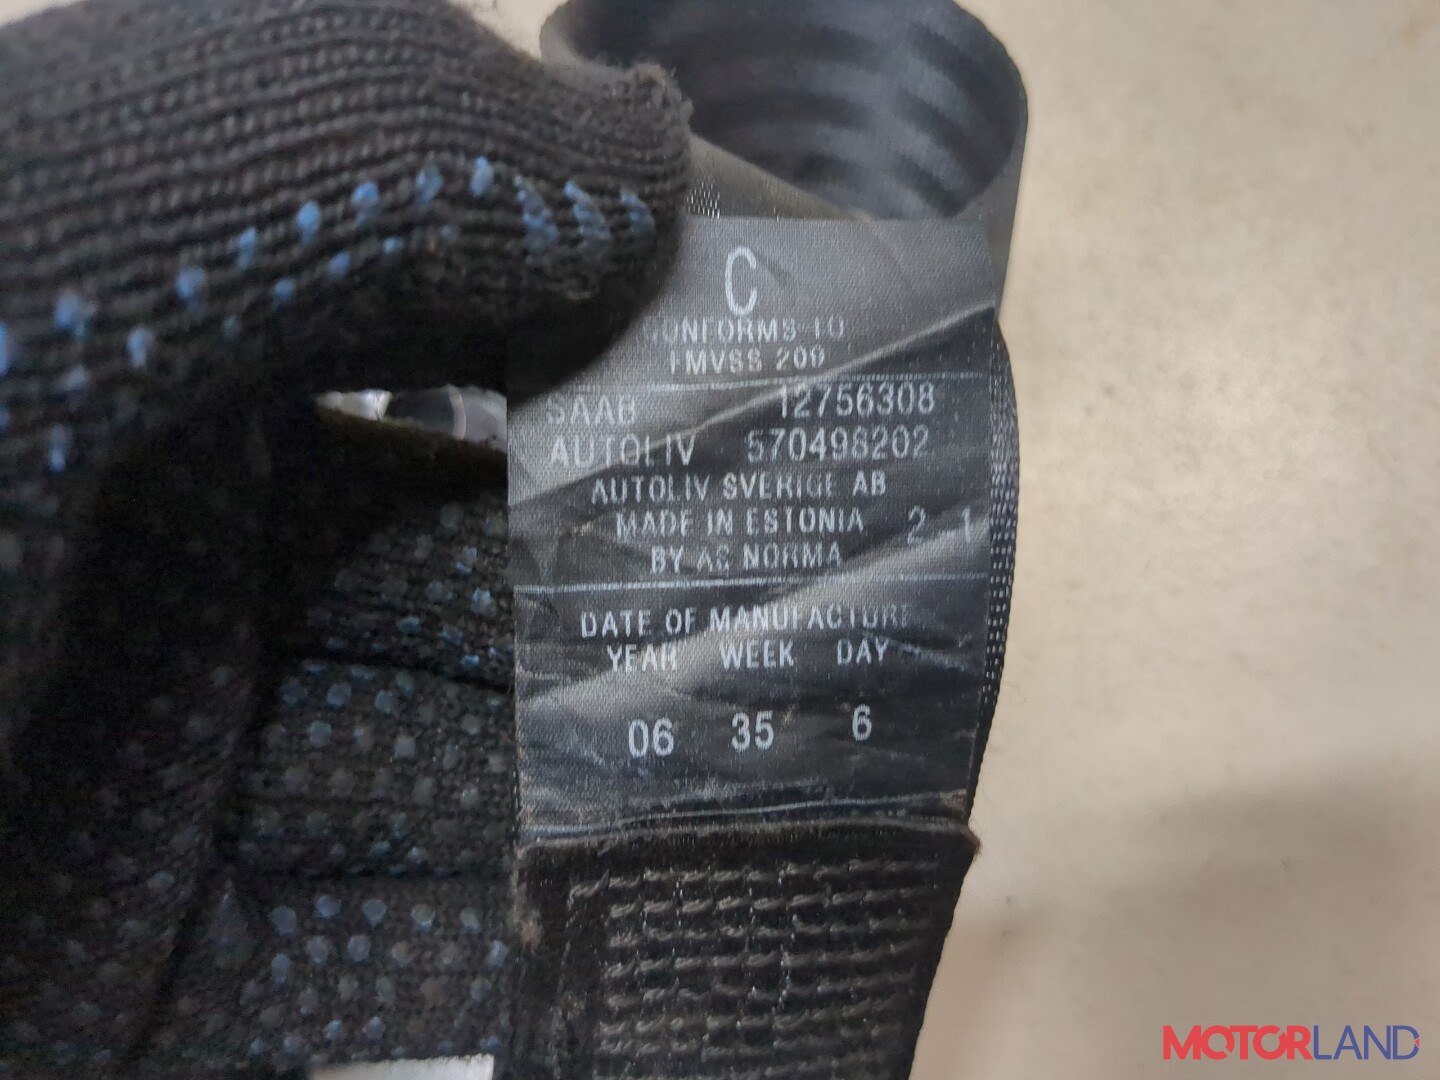 C
CONFORMS TO
FMVSS 209
SAAB 12756308
AUTOLIV 570498202
AUTOLIV SVERIGE AB
MADE IN ESTONIA 2 1
BY AS NORMA
DATE OF MANUFACTURE
YEAR WEEK DAY
06 35 6
MOTORLAND